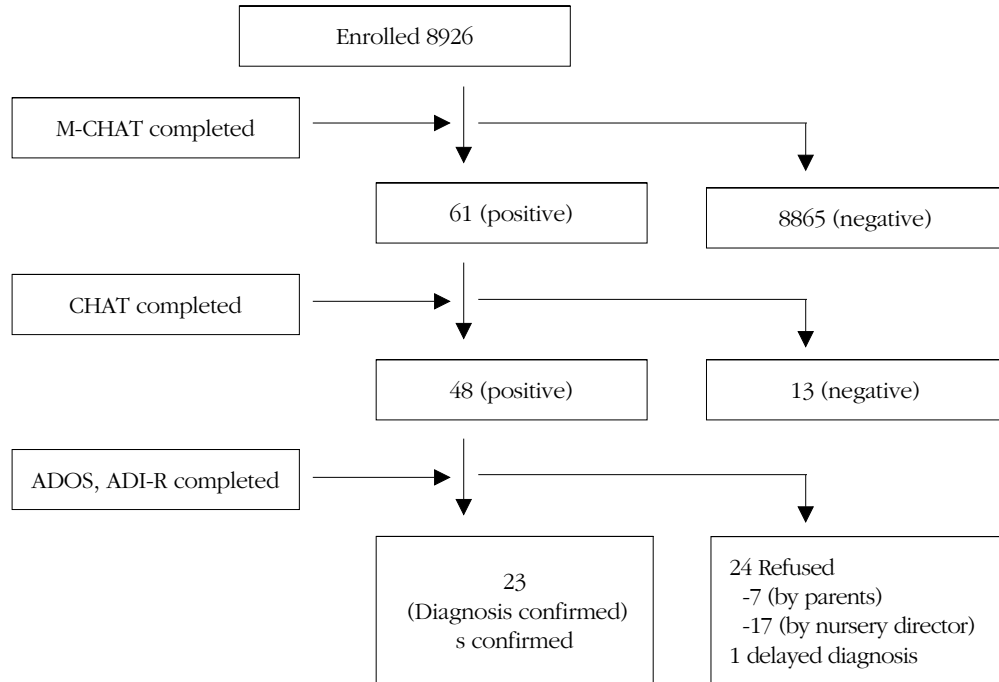 Enrolled 8926
M-CHAT completed
61 (positive)
8865 (negative)
CHAT completed
48 (positive)
13 (negative)
ADOS, ADI-R completed
23
(Diagnosis confirmed)
s confirmed
24 Refused
-7 (by parents)
-17 (by nursery director)
1 delayed diagnosis